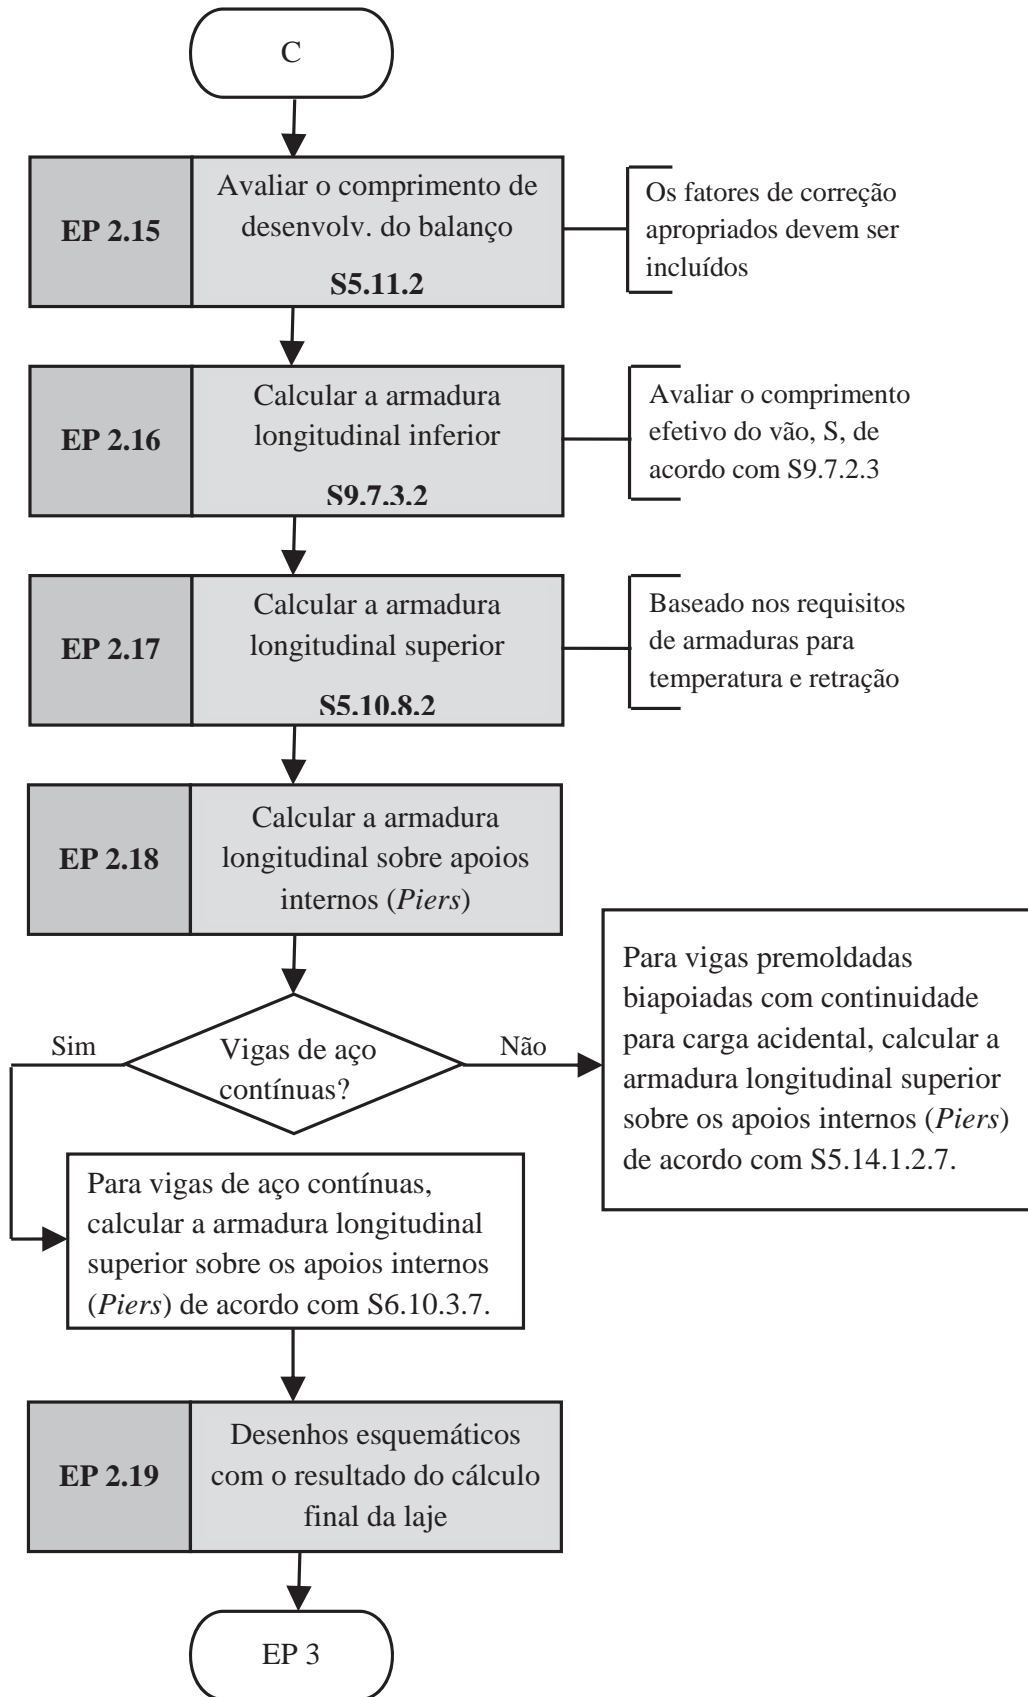 C
EP 2.15
Avaliar o comprimento de
desenvolv. do balanço
S5.11.2
Os fatores de correção
apropriados devem ser
incluídos
EP 2.16
Calcular a armadura
longitudinal inferior
S9.7.3.2
Avaliar o comprimento
efetivo do vão, S, de
acordo com S9.7.2.3
EP 2.17
Calcular a armadura
longitudinal superior
S5.10.8.2
Baseado nos requisitos
de armaduras para
temperatura e retração
EP 2.18
Calcular a armadura
longitudinal sobre apoios
internos (Piers)
Sim
Vigas de aço
contínuas?
Não
Para vigas premoldadas
biapoiadas com continuidade
para carga acidental, calcular a
armadura longitudinal superior
sobre os apoios internos (Piers)
de acordo com S5.14.1.2.7.
Para vigas de aço contínuas,
calcular a armadura longitudinal
superior sobre os apoios internos
(Piers) de acordo com S6.10.3.7.
EP 2.19
Desenhos esquemáticos
com o resultado do cálculo
final da laje
EP 3